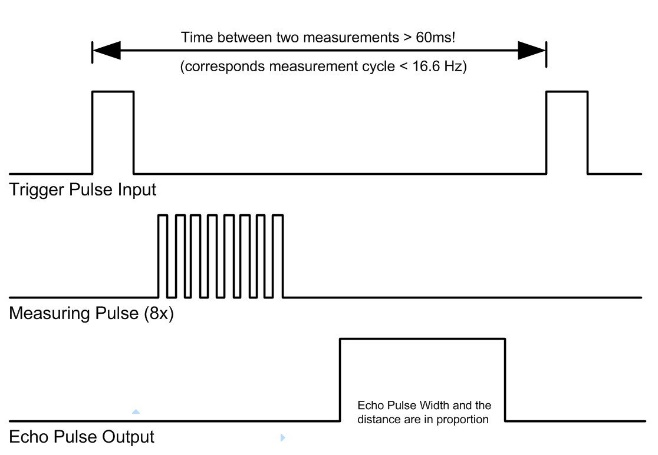 Time between two measurements > 60ms!
(corresponds measurement cycle < 16.6 Hz)
Trigger Pulse Input
Measuring Pulse (8x)
Echo Pulse Width and the
distance are in proportion
Echo Pulse Output